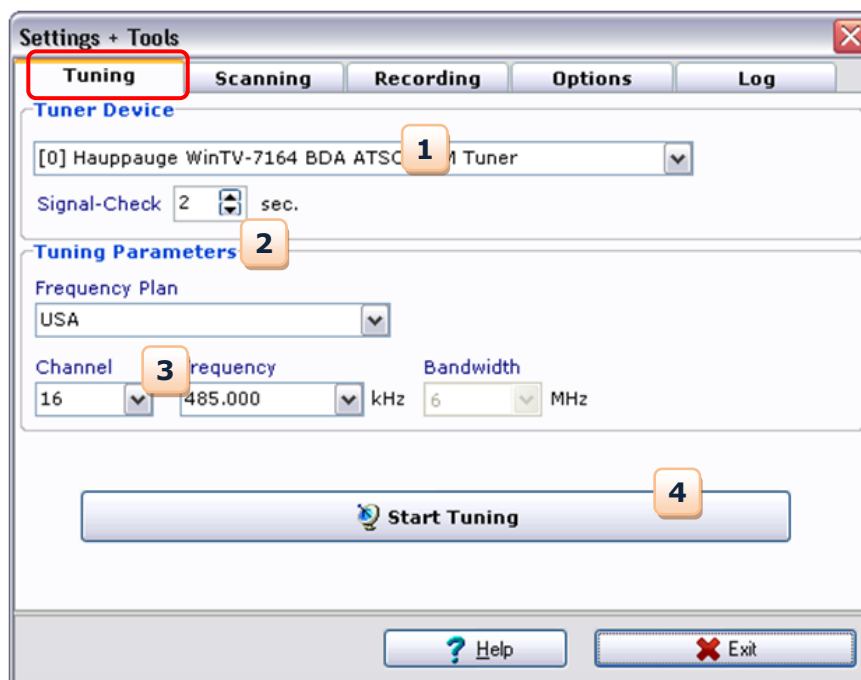 Settings + Tools
Tuning Scanning Recording Options Log
Tuner Device
[0] Hauppauge WinTV-7164 BDA Tuner
1
Signal-Check 2 sec.
2
Tuning Parameters
Frequency Plan
USA
3
Channel Bandwidth
16 485.000 kHz 6 MHz
4
Start Tuning
? Help Exit